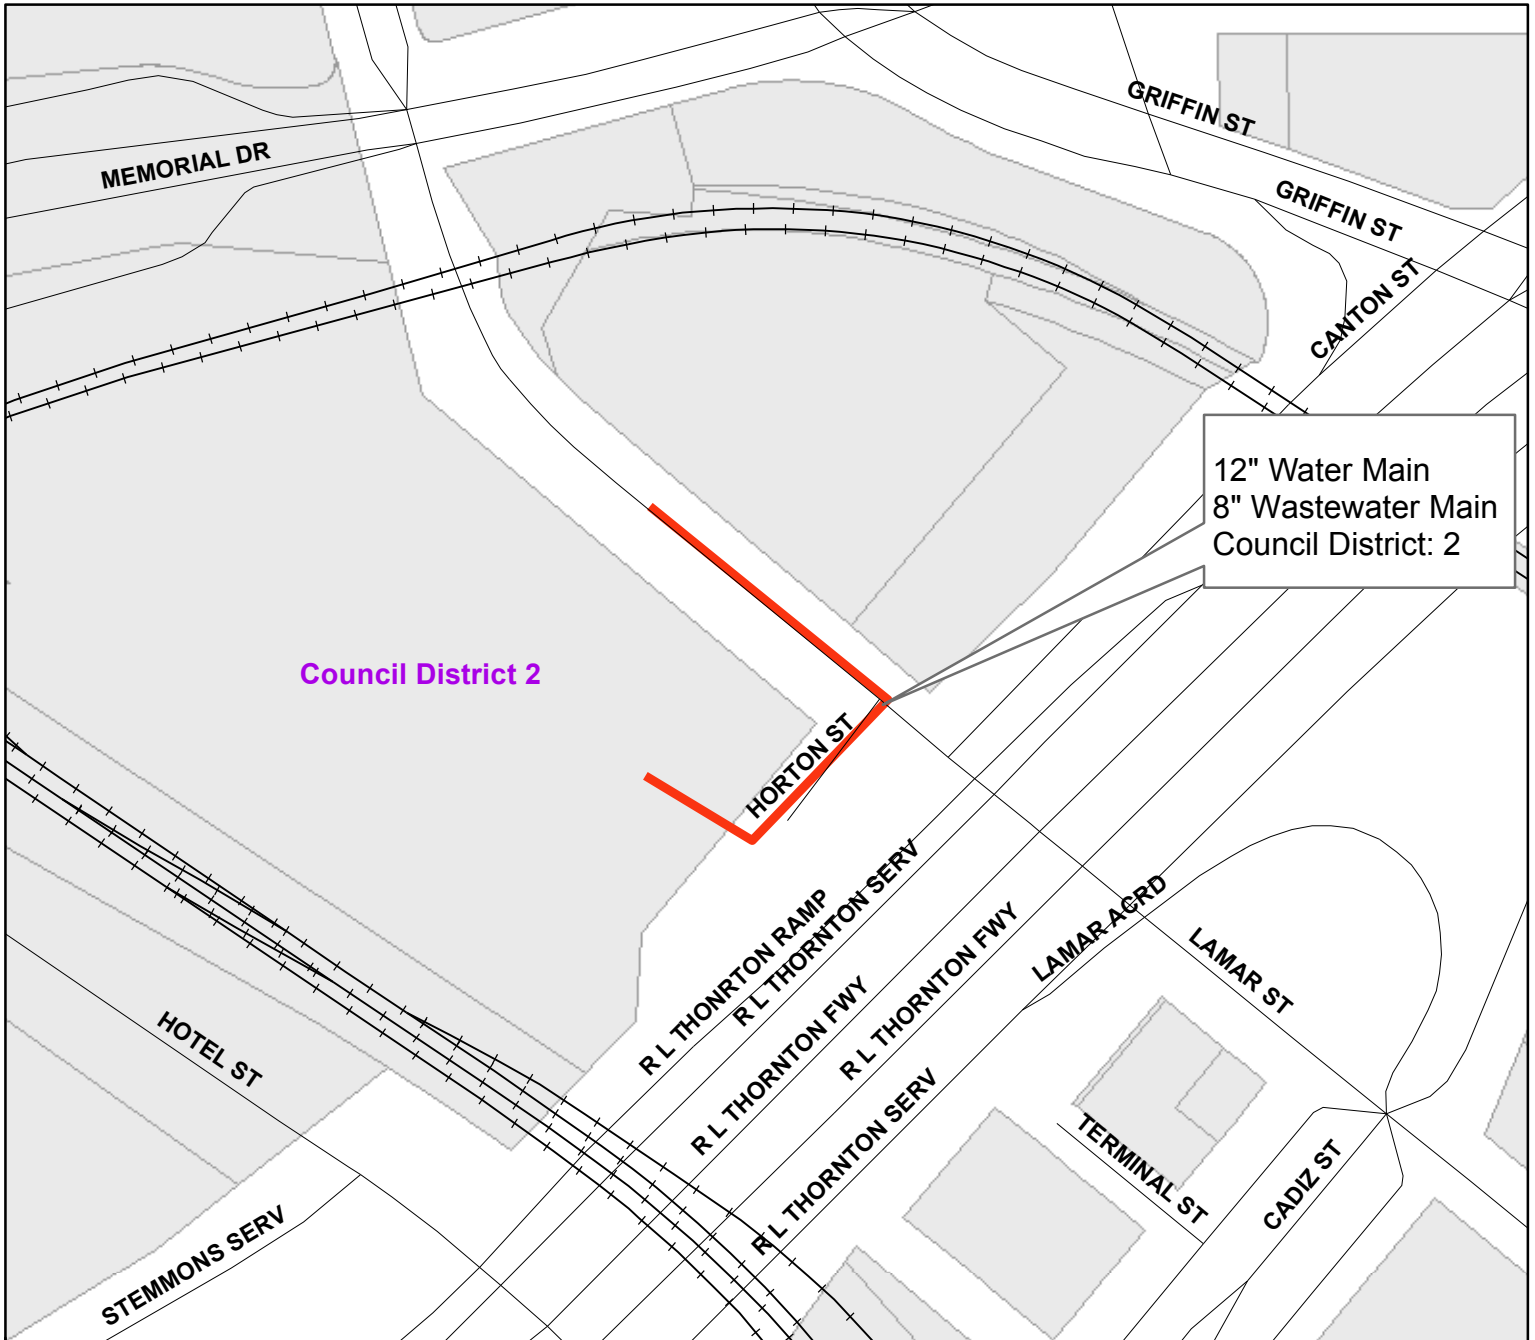 GRIFFIN ST
MEMORIAL DR
GRIFFIN ST
CANTON ST
12" Water Main
8" Wastewater Main
Council District: 2
Council District 2
HORTON ST
R L THONRTON RAMP
R L THORNTON SERV
R L THORNTON FWY
R L THORNTON FWY
LAMAR ACRD
LAMAR ST
HOTEL ST
R L THORNTON SERV
TERMINAL ST
CADIZ ST
STEMMONS SERV